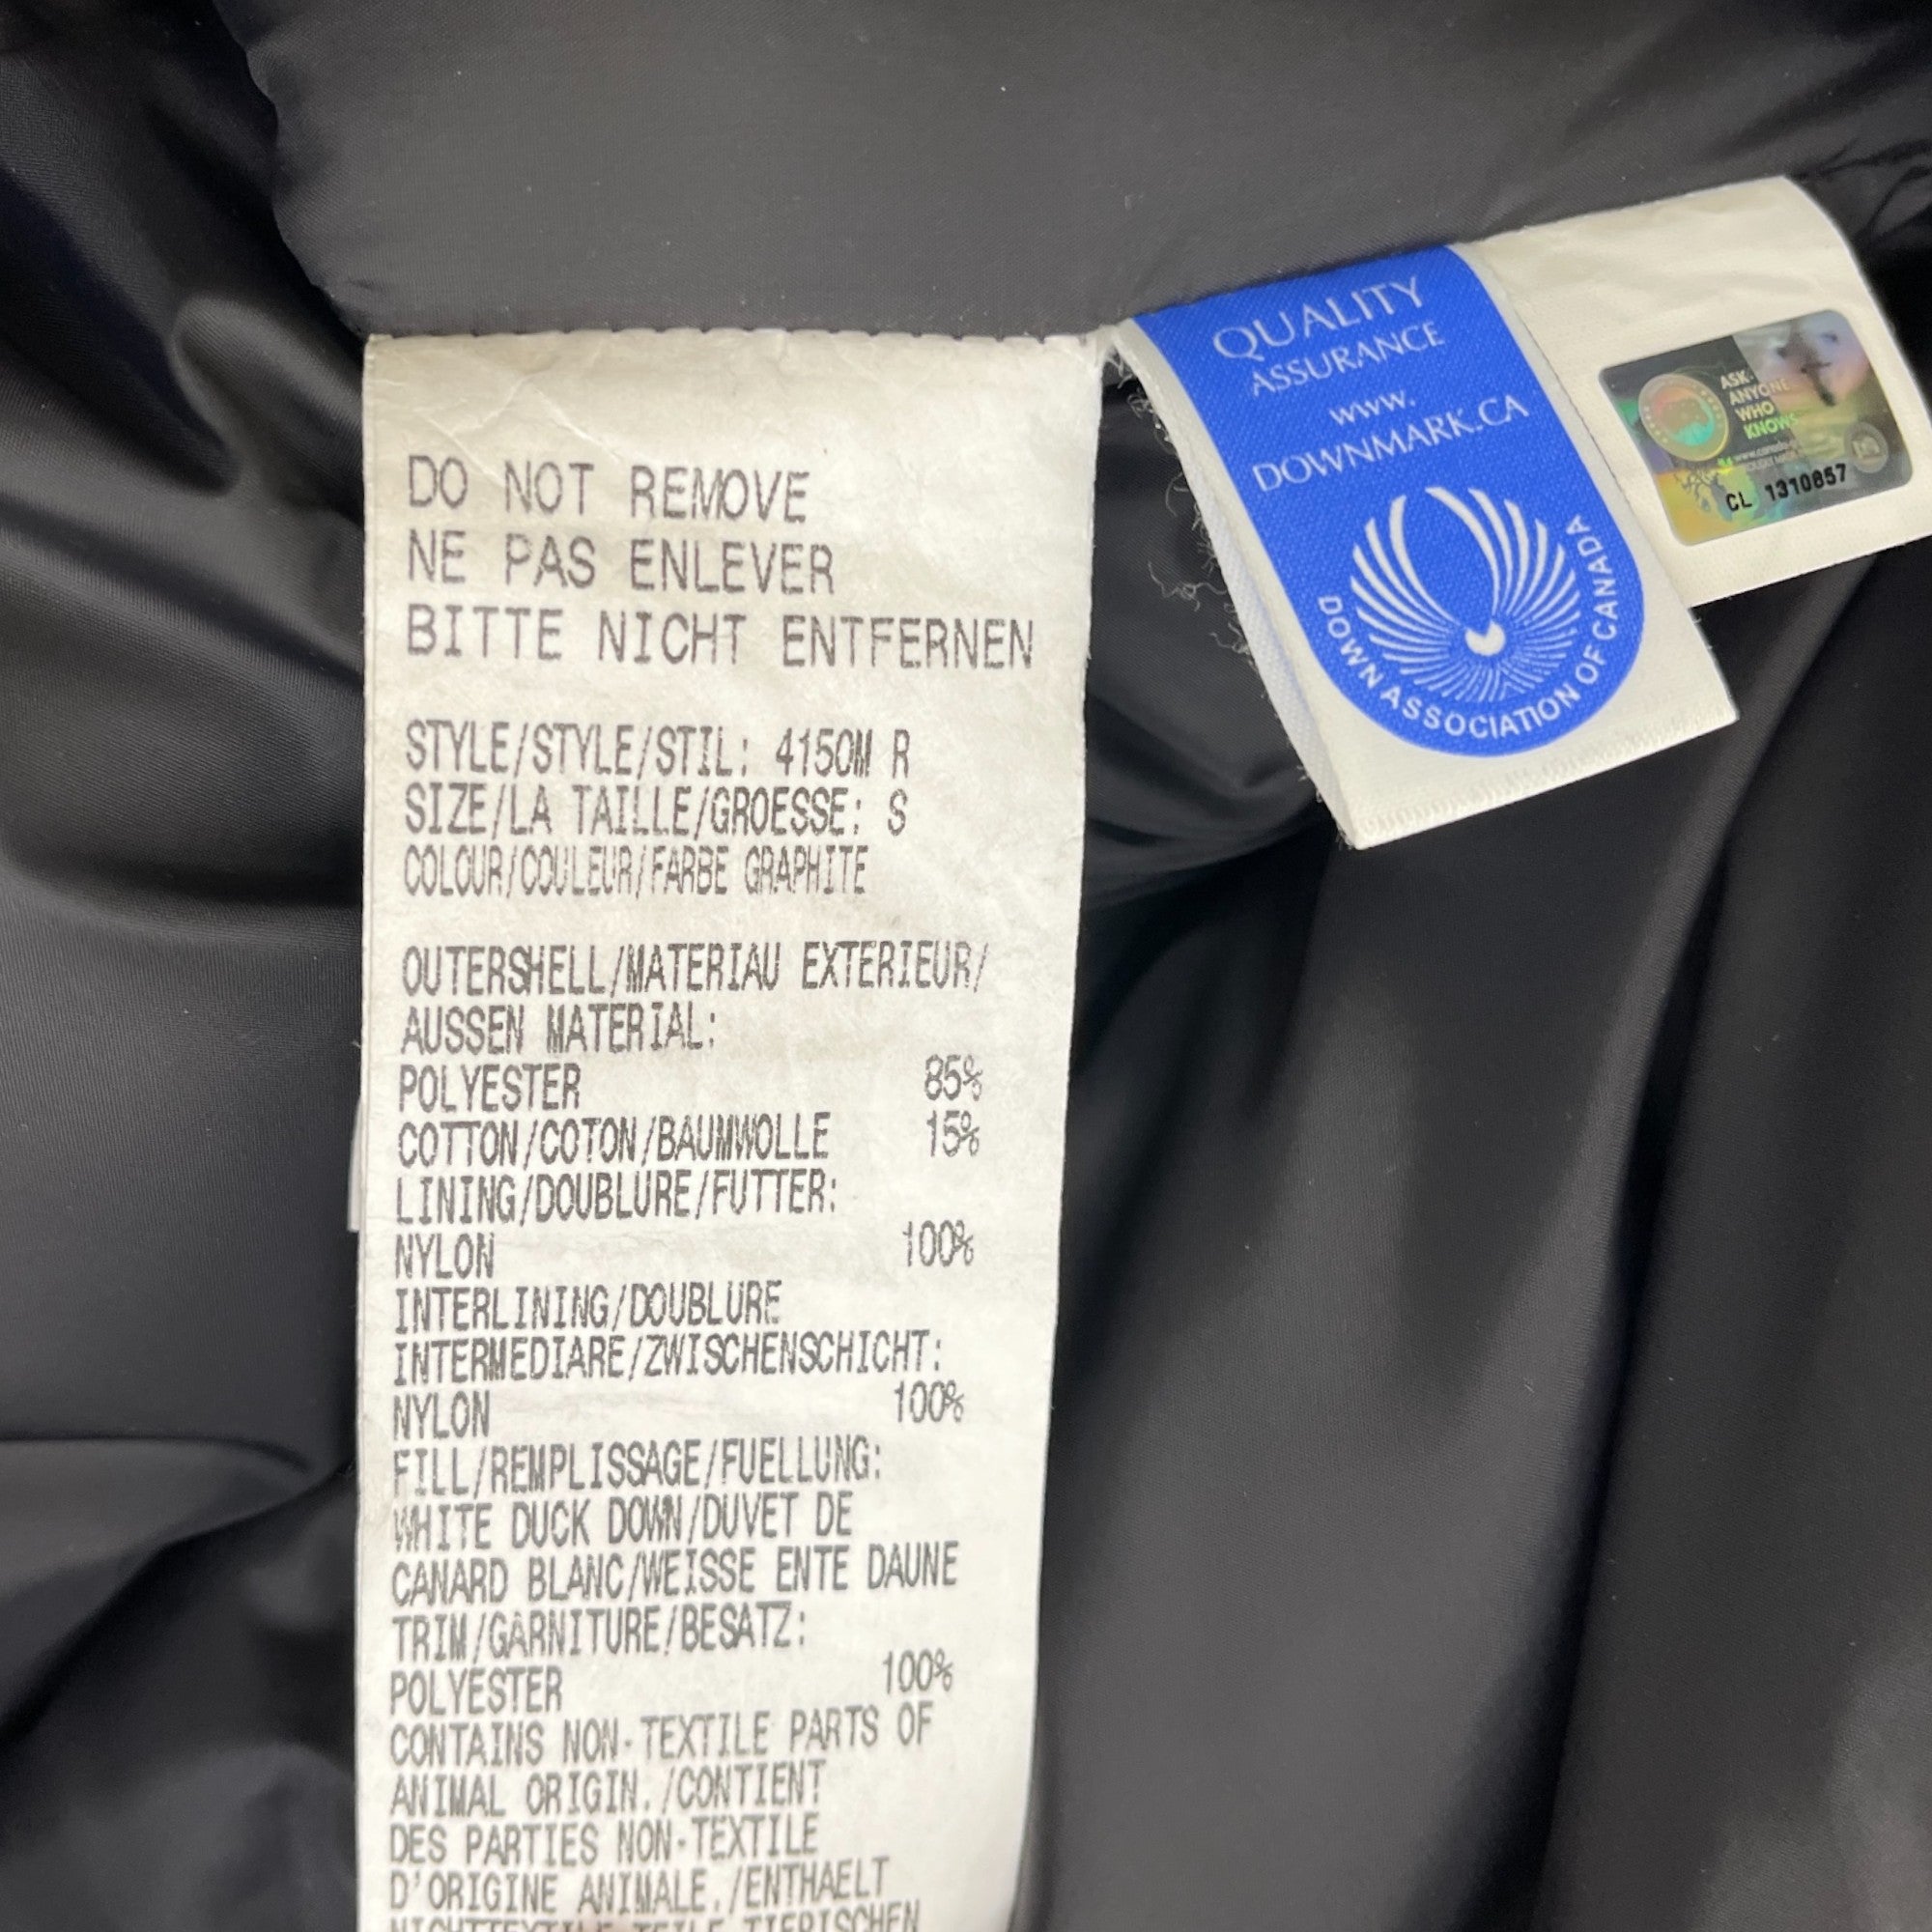 DO NOT REMOVE
NE PAS ENLEVER
BITTE NICHT ENTFERNEN
STYLE/STYLE/STIL: 4150M R
SIZE/LA TAILLE/GROESSE: S
COLOUR/COULEUR/FARBE GRAPHITE
OUTERSHELL/MATERIAU EXTERIEUR/
AUSSEN MATERIAL:
POLYESTER 85%
COTTON/COTON/BAUMWOLLE 15%
LINING/DOUBLURE/FUTTER:
NYLON 100%
INTERLINING/DOUBLURE
INTERMEDIARE/ZWISCHENSCHICHT:
NYLON 100%
FILL/REMPLISSAGE/FUELLUNG:
WHITE DUCK DOWN/DUVET DE
CANARD BLANC/WEISSE ENTE DAUNE
TRIM/GARNITURE/BESATZ:
POLYESTER 100%
CONTAINS NON-TEXTILE PARTS OF
ANIMAL ORIGIN./CONTIENT
DES PARTIES NON-TEXTILE
D'ORIGINE ANIMALE./ENTHAELT
NICHTTEXTILE TEILE TIERISCHEN
QUALITY
ASSURANCE
www.
DOWNMARK.CA
DOWN ASSOCIATION OF CANADA
ASK
ANYONE
WHO
KNOWS
CL 1310857